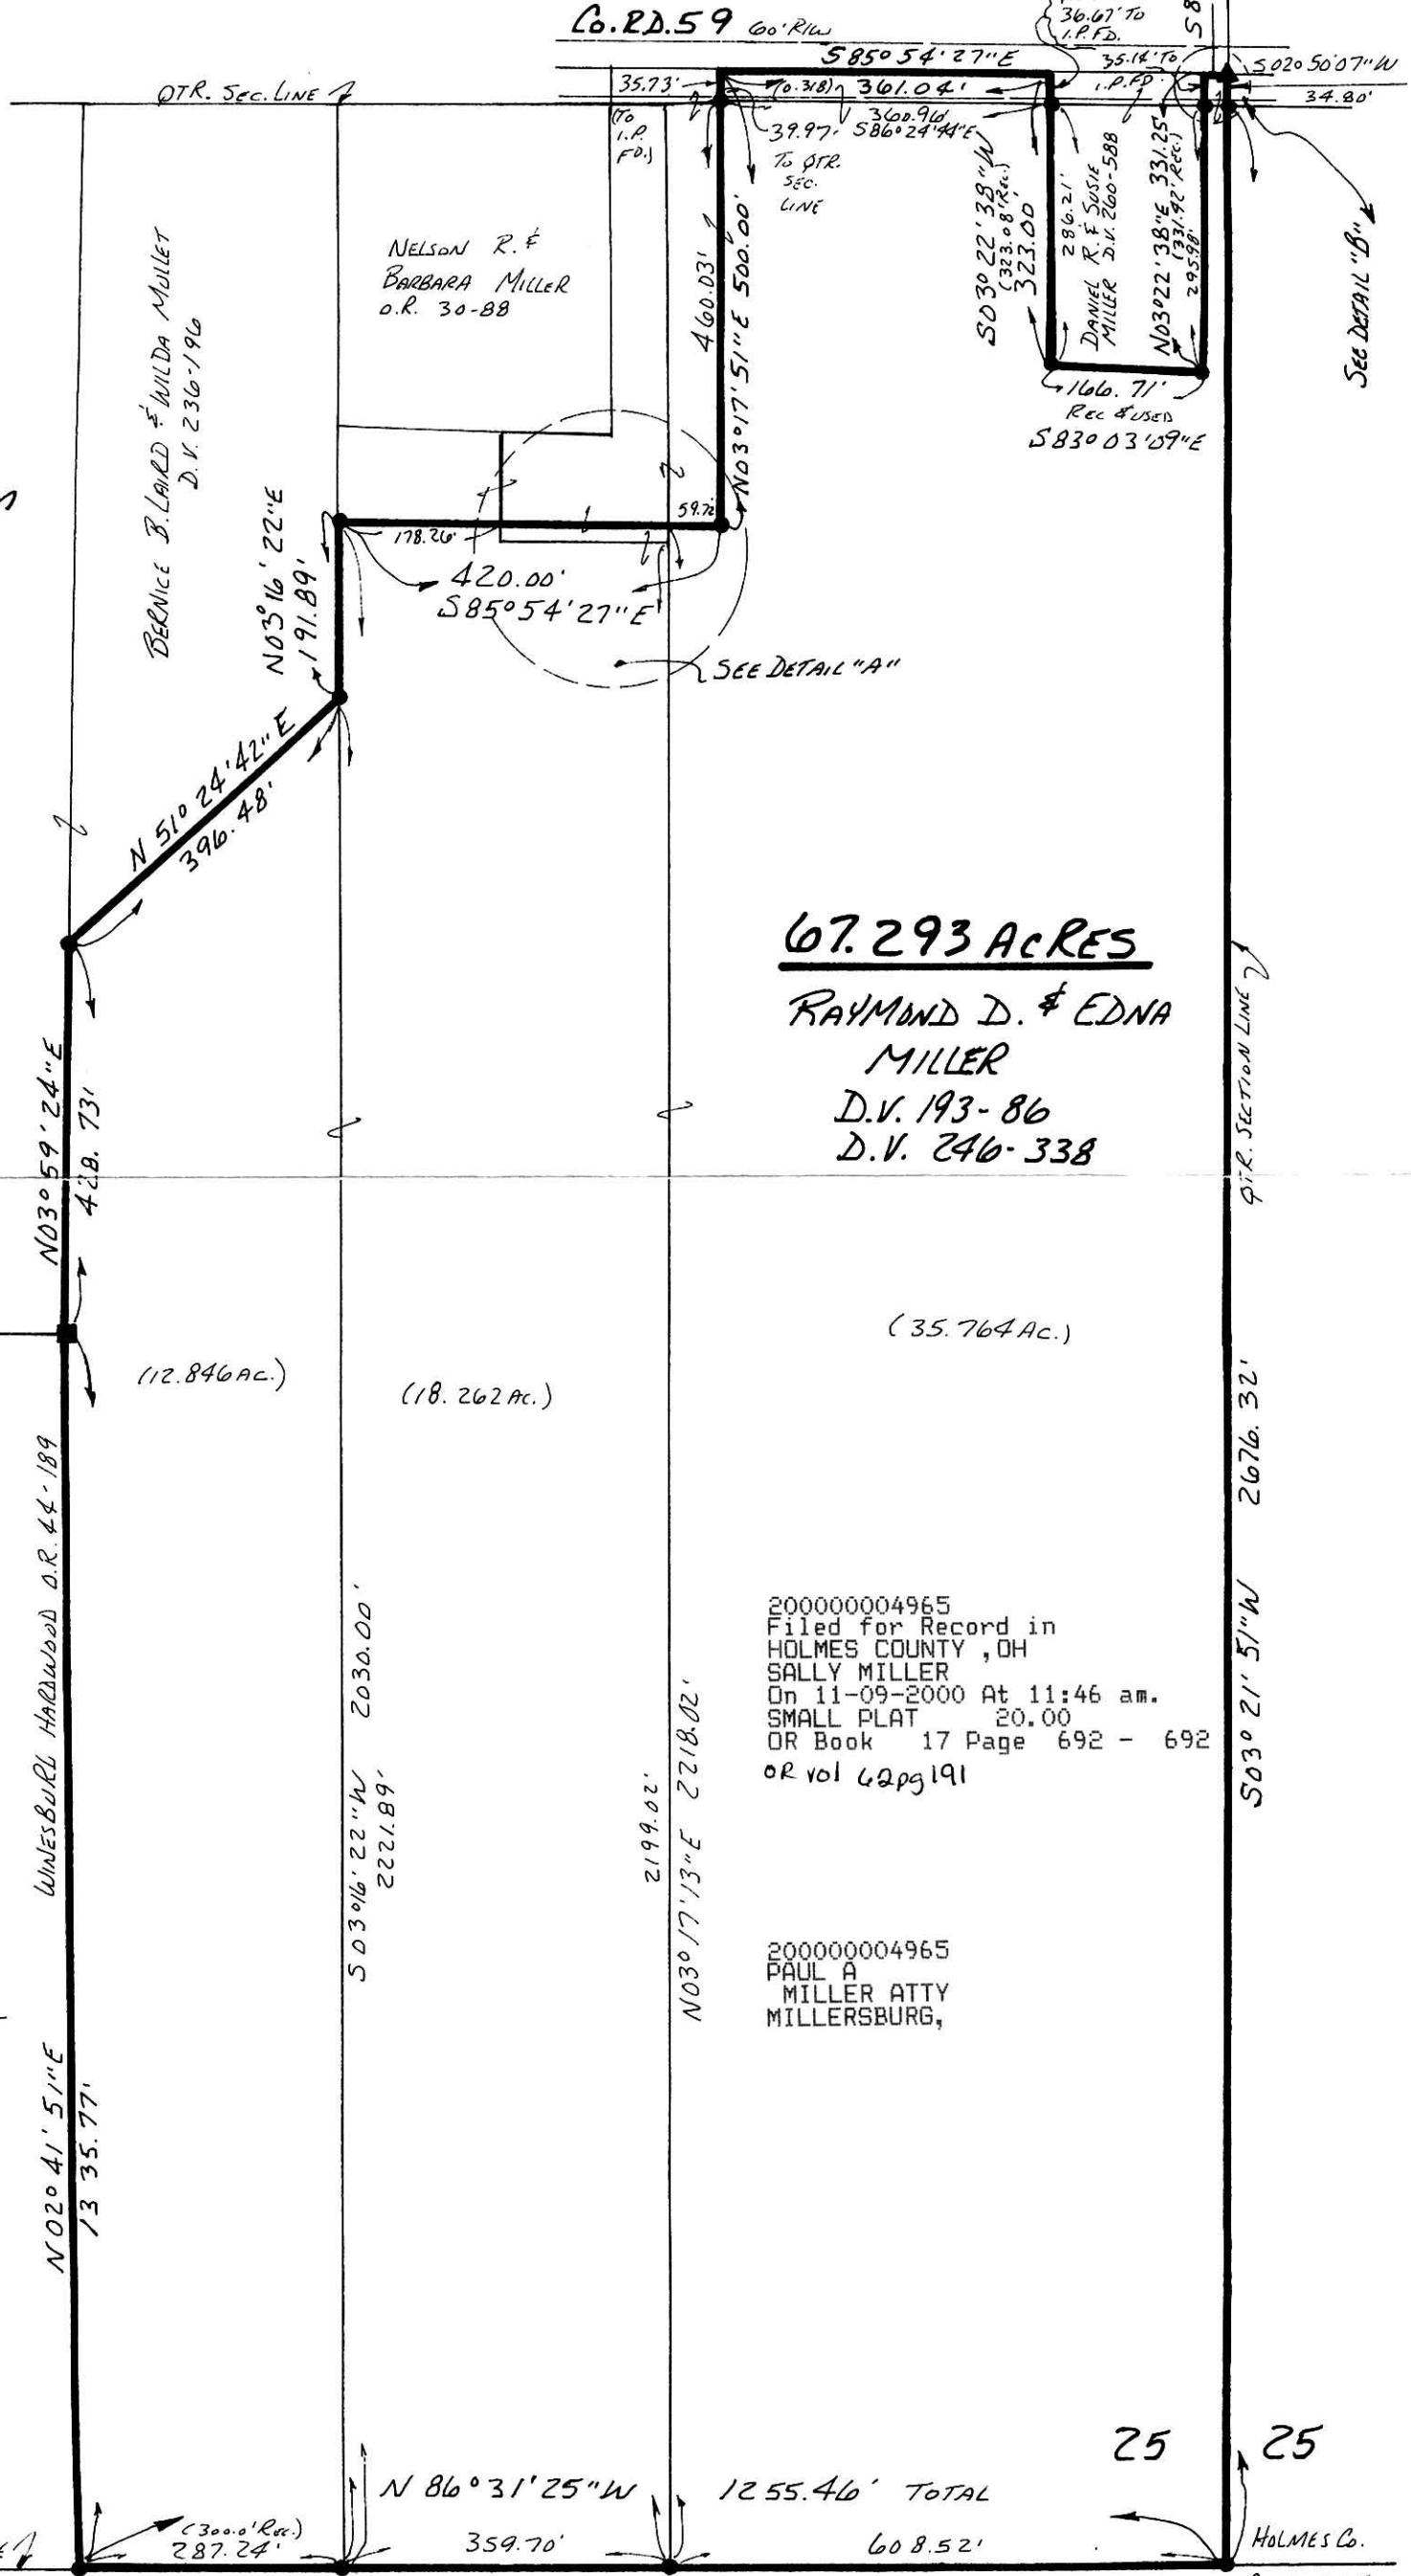 Co. RD. 59 60' R/W
36.67' TO
I.P. FD.
S 8
S85°54'27"E
35.14' TO
I.P. FD.
S02°50'07"W
34.80'
QTR. SEC. LINE
35.73'
(TO
I.P.
FD.)
(0.318) 361.04'
360.96'
S86°24'44"E
39.97'
TO QTR.
SEC.
LINE
NELSON R. &
BARBARA MILLER
O.R. 30-88
BERNICE B. LAIRD & WILDA MULLET
D.V. 236-196
460.03'
N03°17'51"E 500.00'
S03°22'38"W
(323.08' REC.)
323.00'
286.21'
DANIEL R. & SUSIE
MILLER D.V. 260-588
N03°22'38"E 331.25'
(331.92' REC.)
295.98'
SEE DETAIL "B"
166.71'
REC & USED
S83°03'09"E
N03°16'22"E
191.89'
178.26'
59.72'
420.00'
S85°54'27"E
SEE DETAIL "A"
N 51°24'42"E
396.48'
67.293 ACRES
RAYMOND D. & EDNA
MILLER
D.V. 193-86
D.V. 246-338
QTR. SECTION LINE
N03°59'24"E
428.73'
(12.846 AC.)
(18.262 AC.)
(35.764 AC.)
WINESBURG HARDWOOD O.R. 44-189
S03°16'22"W 2030.00'
2221.89'
2199.02'
N03°17'13"E 2218.02'
S03°21'51"W 2676.32'
200000004965
Filed for Record in
HOLMES COUNTY ,OH
SALLY MILLER
On 11-09-2000 At 11:46 am.
SMALL PLAT 20.00
OR Book 17 Page 692 - 692
OR vol 62 pg 191
200000004965
PAUL A
MILLER ATTY
MILLERSBURG,
N02°41'51"E
1335.77'
25 25
N 86°31'25"W 1255.46' TOTAL
(300.0' REC.)
287.24'
359.70'
608.52'
HOLMES CO.